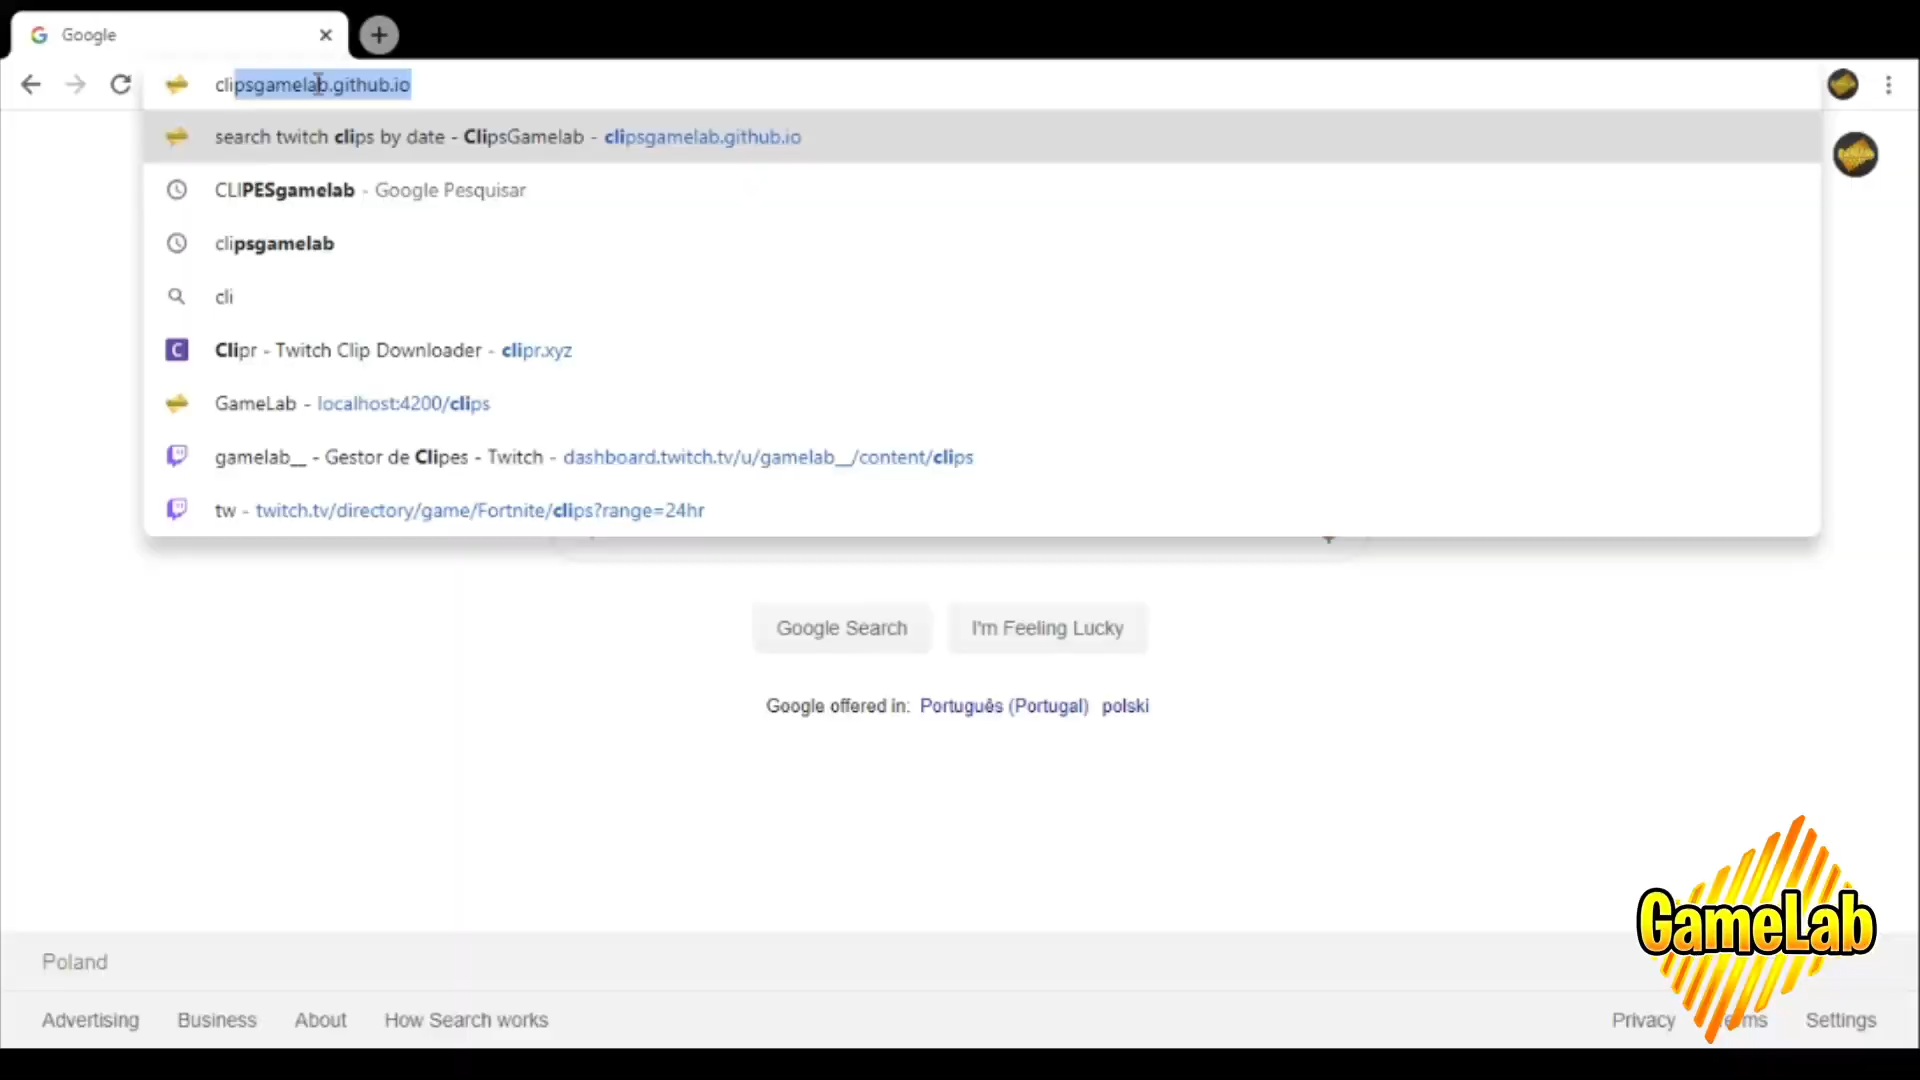 Google
clipsgamelab.github.io
search twitch clips by date - ClipsGamelab - clipsgamelab.github.io
CLIPESgamelab - Google Pesquisar
clipsgamelab
cli
C Clipr - Twitch Clip Downloader - clipr.xyz
GameLab - localhost:4200/clips
gamelab__ - Gestor de Clipes - Twitch - dashboard.twitch.tv/u/gamelab__/content/clips
tw - twitch.tv/directory/game/Fortnite/clips?range=24hr
Google Search I'm Feeling Lucky
Google offered in: Português (Portugal) polski
GameLab
Poland
Advertising Business About How Search works Privacy Terms Settings